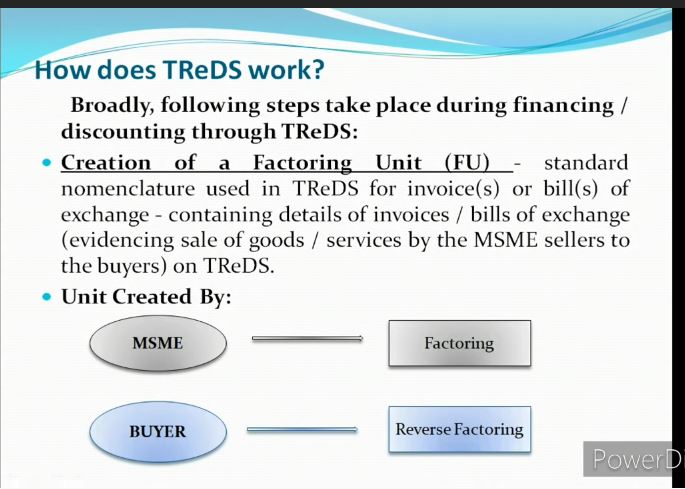 How does TReDS work?
Broadly, following steps take place during financing /
discounting through TReDS:
• Creation of a Factoring Unit (FU) - standard
nomenclature used in TReDS for invoice(s) or bill(s) of
exchange - containing details of invoices / bills of exchange
(evidencing sale of goods / services by the MSME sellers to
the buyers) on TReDS.
• Unit Created By:
MSME
Factoring
BUYER
Reverse Factoring